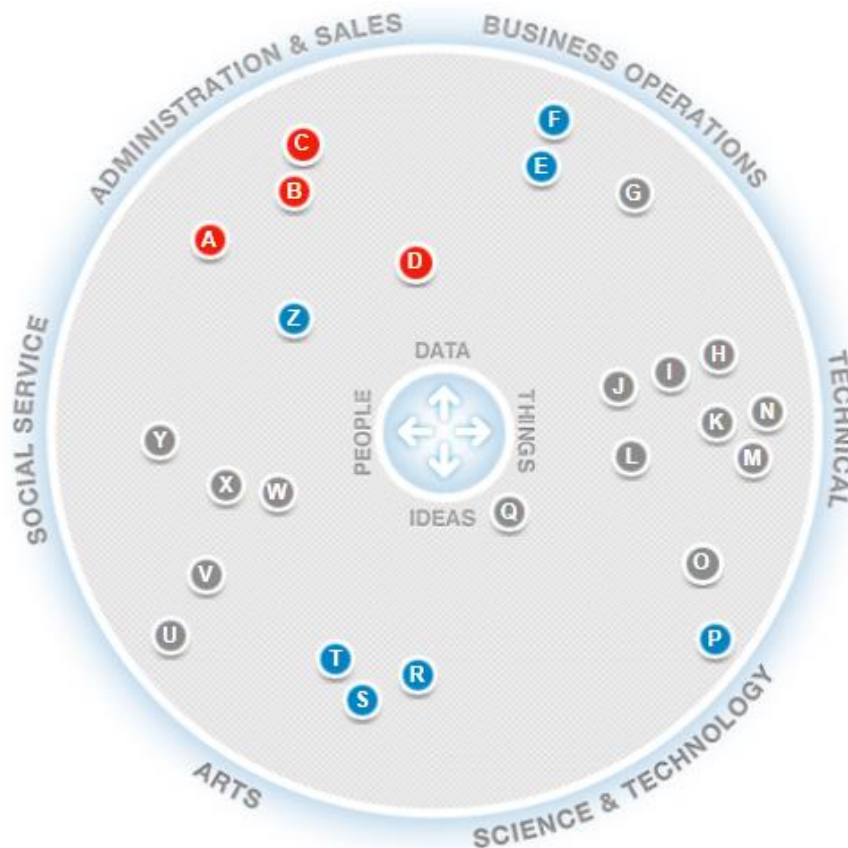 ADMINISTRATION & SALES
BUSINESS OPERATIONS
C
F
E
B
G
A
D
Z
DATA
H
I
J
PEOPLE
THINGS
N
K
Y
L
M
SOCIAL SERVICE
TECHNICAL
X
W
Q
IDEAS
O
V
U
P
T
R
S
ARTS
SCIENCE & TECHNOLOGY